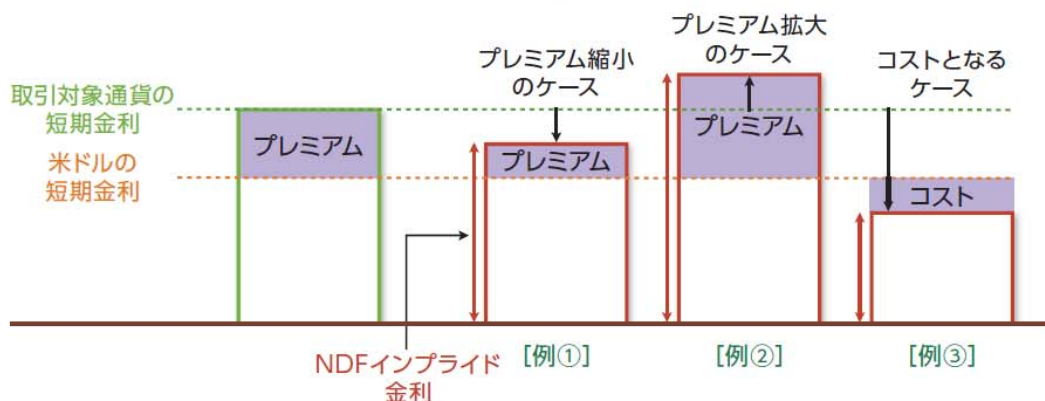 プレミアム縮小
のケース
プレミアム拡大
のケース
コストとなる
ケース
取引対象通貨の
短期金利
米ドルの
短期金利
プレミアム
プレミアム
プレミアム
コスト
NDFインプライド
金利
[例①]
[例②]
[例③]